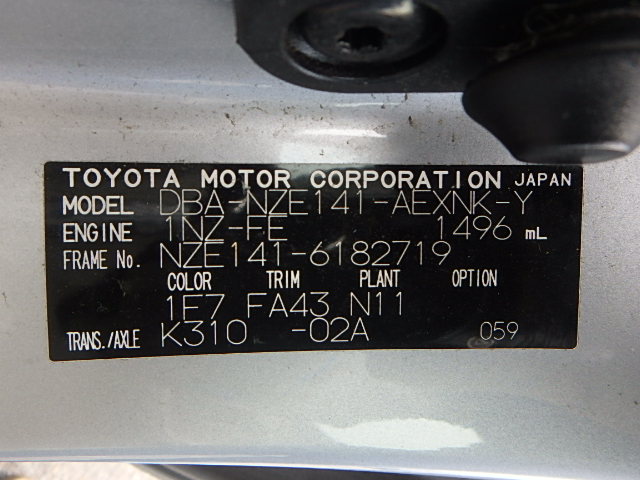 TOYOTA MOTOR CORPORATION JAPAN
MODEL DBA-NZE141-AEXNK-Y
ENGINE 1NZ-FE 1496 mL
FRAME No. NZE141-6182719
COLOR TRIM PLANT OPTION
1E7 FA43 N11
TRANS./AXLE K310 -02A 059